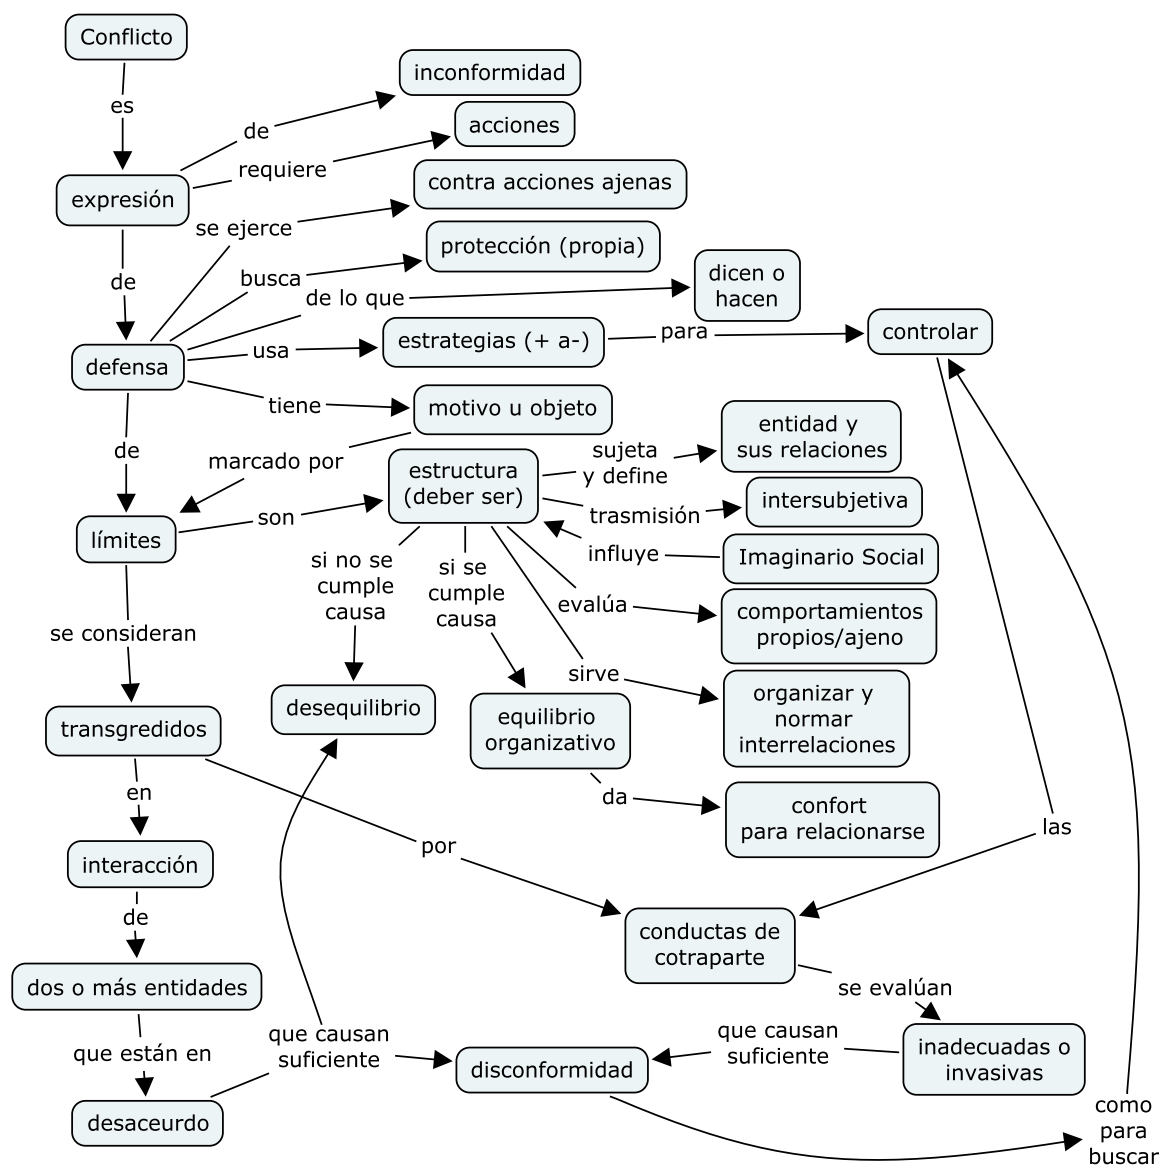 Conflicto
es
inconformidad
de
acciones
requiere
expresión
contra acciones ajenas
se ejerce
protección (propia)
busca
de
dicen o
hacen
de lo que
estrategias (+ a-)
para
controlar
usa
defensa
tiene
motivo u objeto
de
marcado por
entidad y
sus relaciones
sujeta
y define
estructura
(deber ser)
intersubjetiva
trasmisión
son
límites
influye
Imaginario Social
si no se
cumple
causa
si se
cumple
causa
evalúa
comportamientos
propios/ajeno
se consideran
sirve
organizar y
normar
interrelaciones
desequilibrio
equilibrio
organizativo
transgredidos
en
da
confort
para relacionarse
las
por
interacción
de
conductas de
cotraparte
dos o más entidades
se evalúan
que están en
que causan
suficiente
disconformidad
que causan
suficiente
inadecuadas o
invasivas
desaceurdo
como
para
buscar